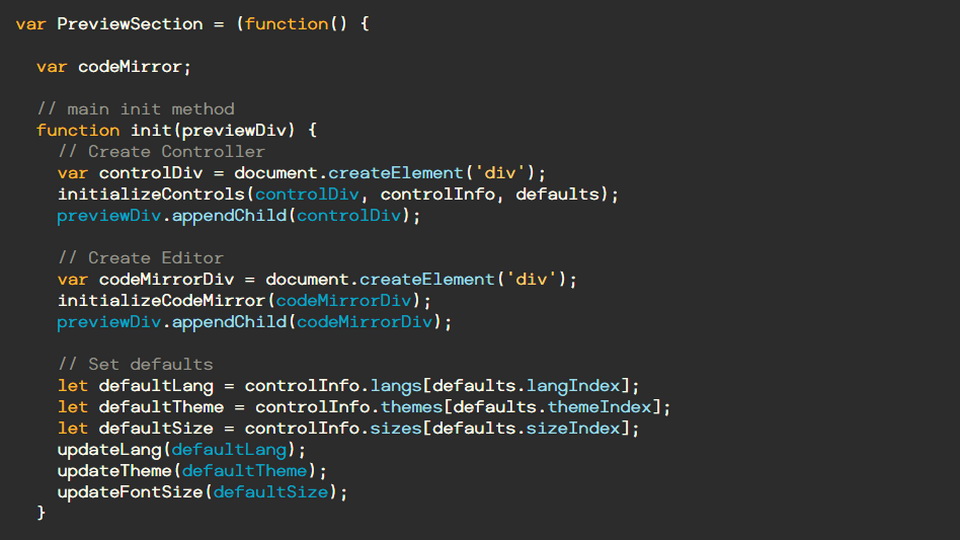 var PreviewSection = (function() {

  var codeMirror;

  // main init method
  function init(previewDiv) {
    // Create Controller
    var controlDiv = document.createElement('div');
    initializeControls(controlDiv, controlInfo, defaults);
    previewDiv.appendChild(controlDiv);

    // Create Editor
    var codeMirrorDiv = document.createElement('div');
    initializeCodeMirror(codeMirrorDiv);
    previewDiv.appendChild(codeMirrorDiv);

    // Set defaults
    let defaultLang = controlInfo.langs[defaults.langIndex];
    let defaultTheme = controlInfo.themes[defaults.themeIndex];
    let defaultSize = controlInfo.sizes[defaults.sizeIndex];
    updateLang(defaultLang);
    updateTheme(defaultTheme);
    updateFontSize(defaultSize);
  }